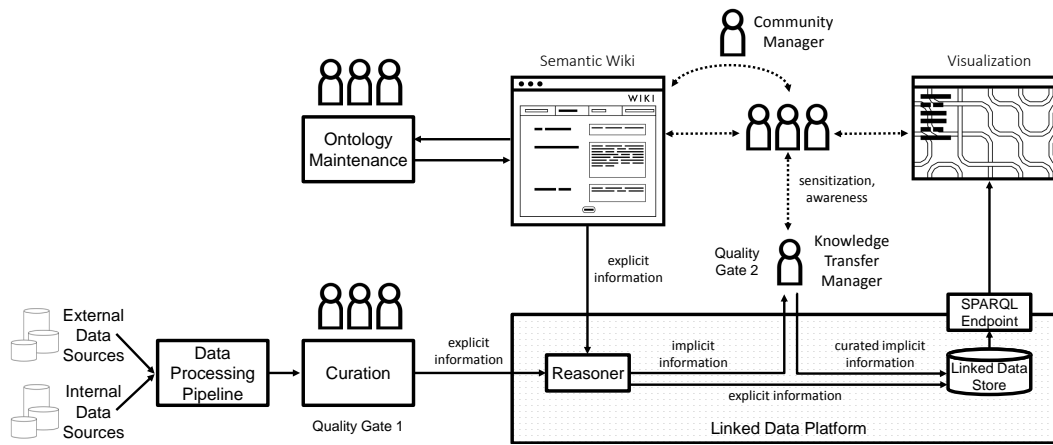 Community
Manager
Semantic Wiki
Visualization
WIKI
Ontology
Maintenance
sensitization,
awareness
Quality
Gate 2
Knowledge
Transfer
Manager
explicit
information
SPARQL
Endpoint
External
Data
Sources
Internal
Data
Sources
Data
Processing
Pipeline
Curation
Quality Gate 1
explicit
information
Reasoner
implicit
information
curated implicit
information
explicit information
Linked Data
Store
Linked Data Platform